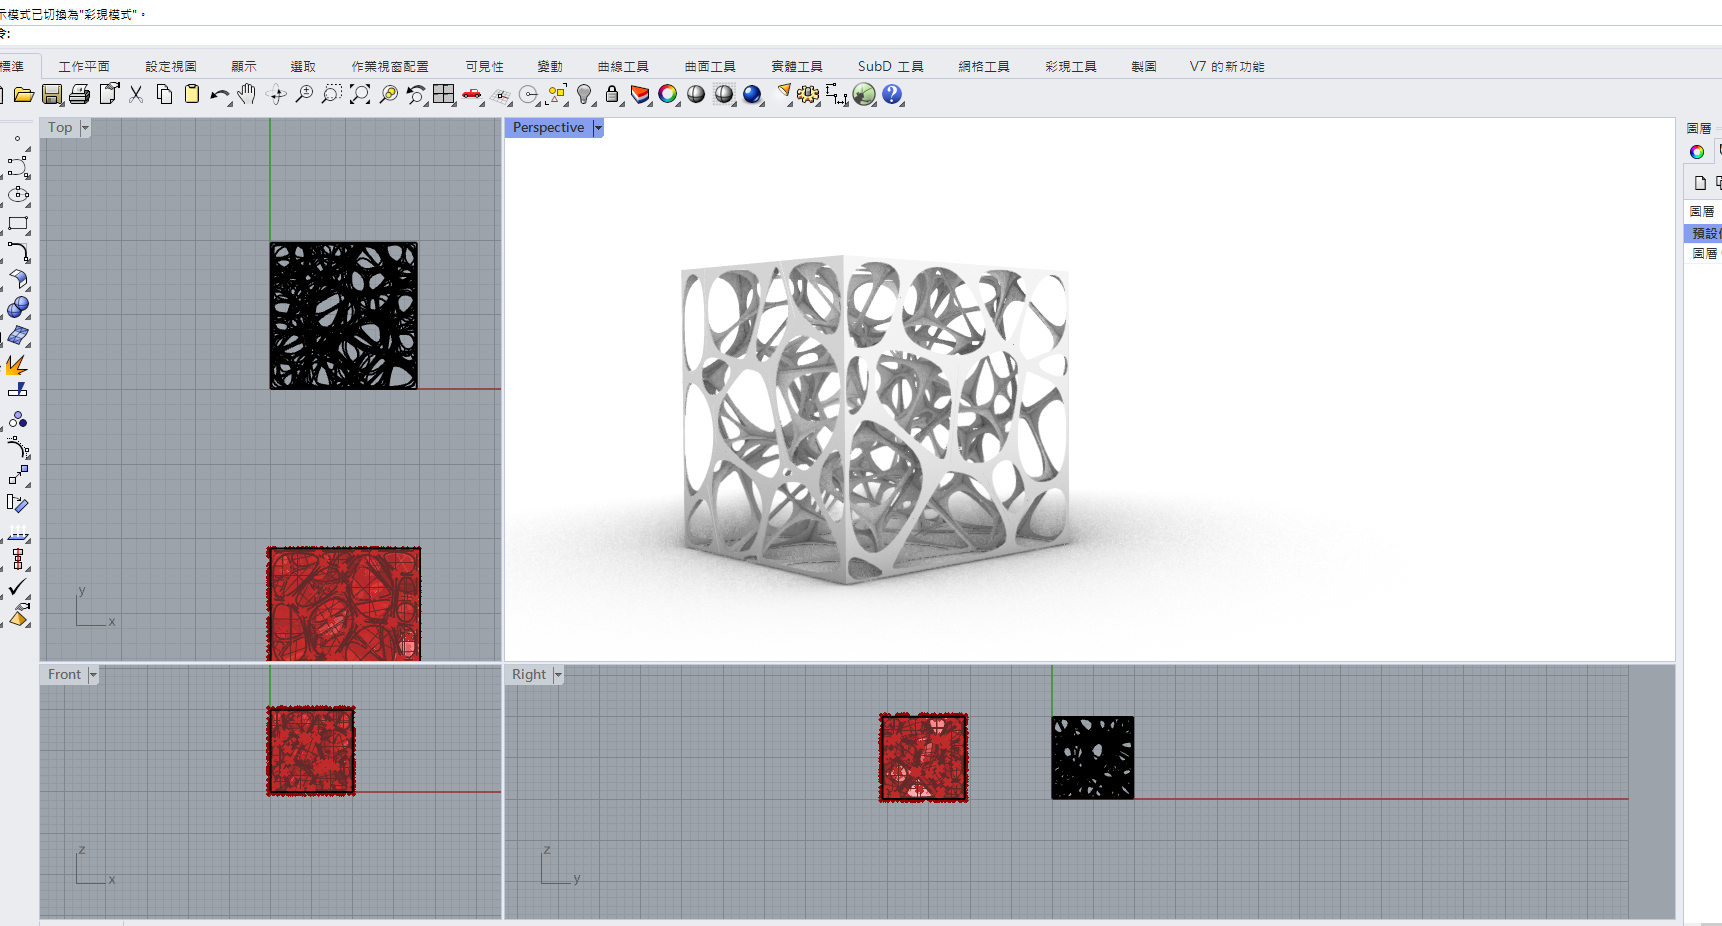 示模式已切換為"彩現模式"。
令:
標準 工作平面 設定視圖 顯示 選取 作業視窗配置 可見性 變動 曲線工具 曲面工具 實體工具 SubD 工具 網格工具 彩現工具 製圖 V7 的新功能
Top
Perspective
圖層
圖層
預設
圖層
y
x
Front
Right
z
x
z
y